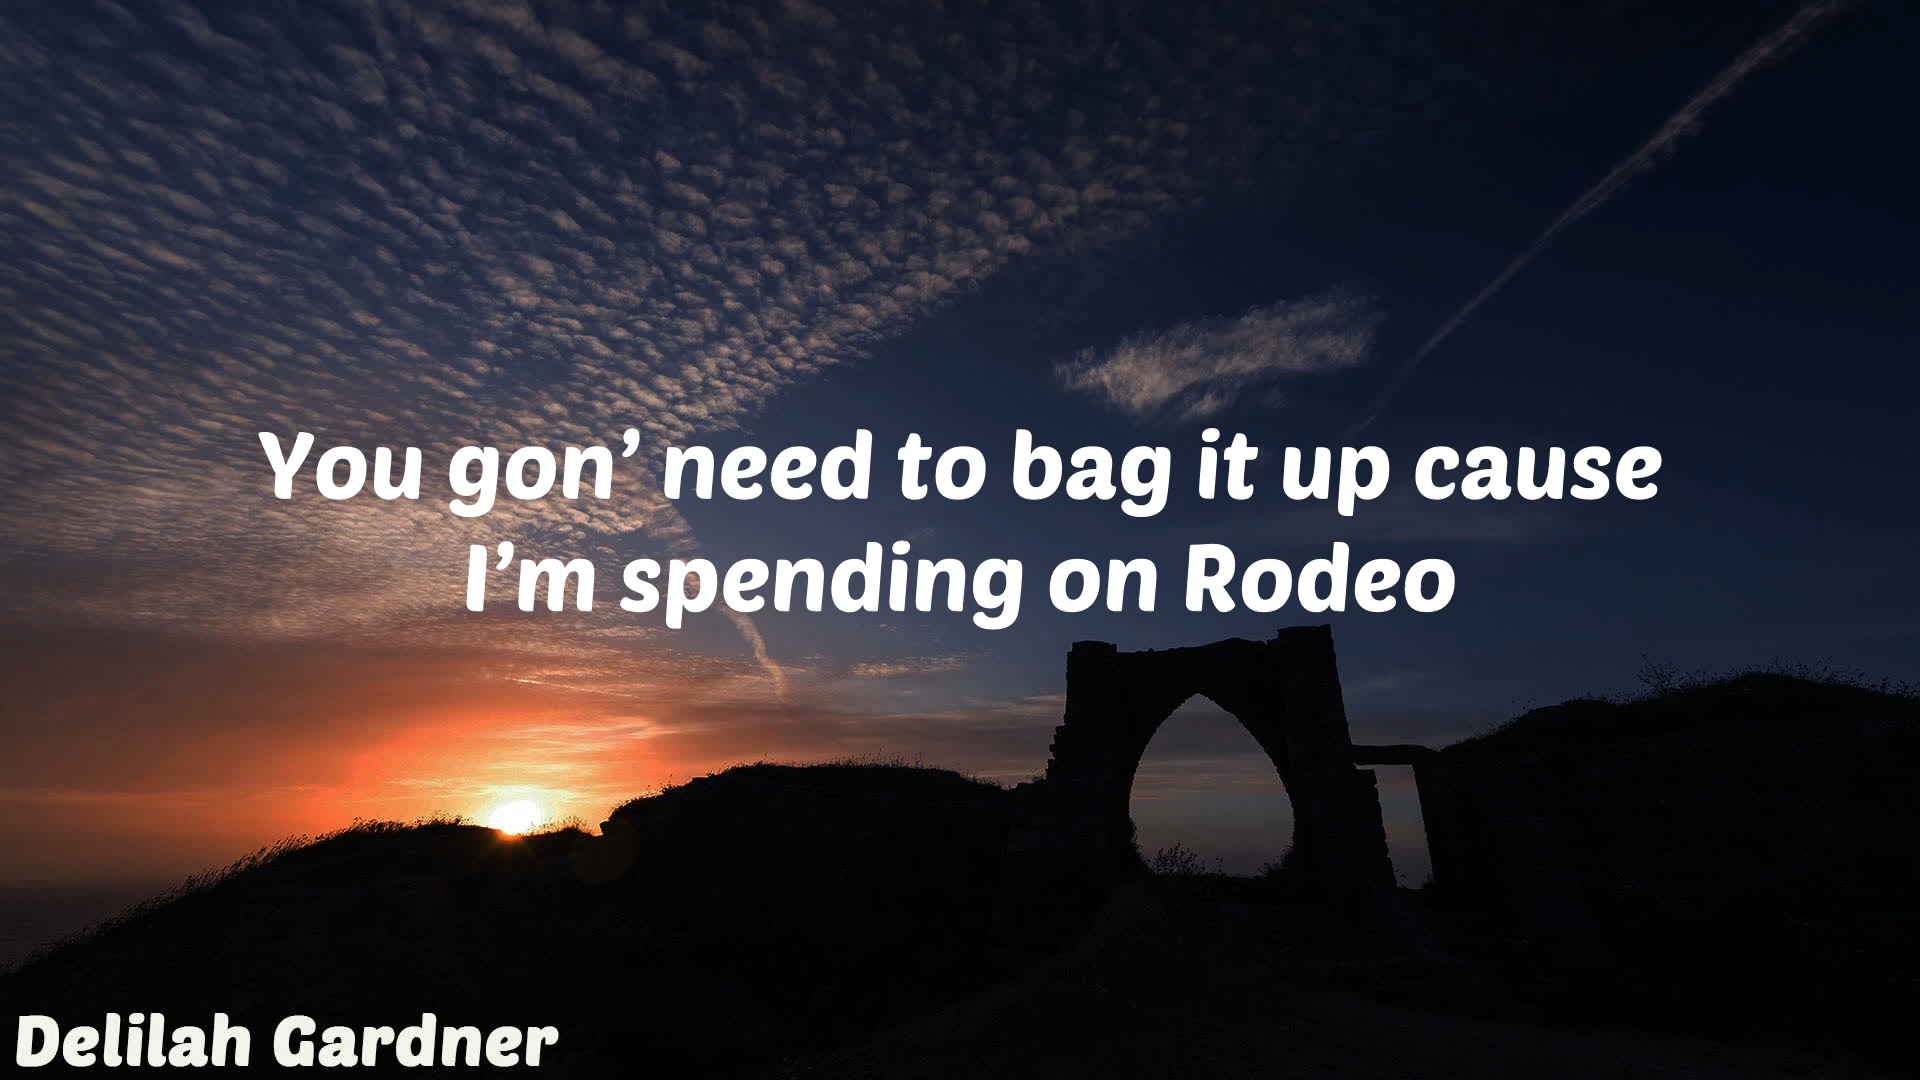 You gon’ need to bag it up cause
I’m spending on Rodeo
Delilah Gardner